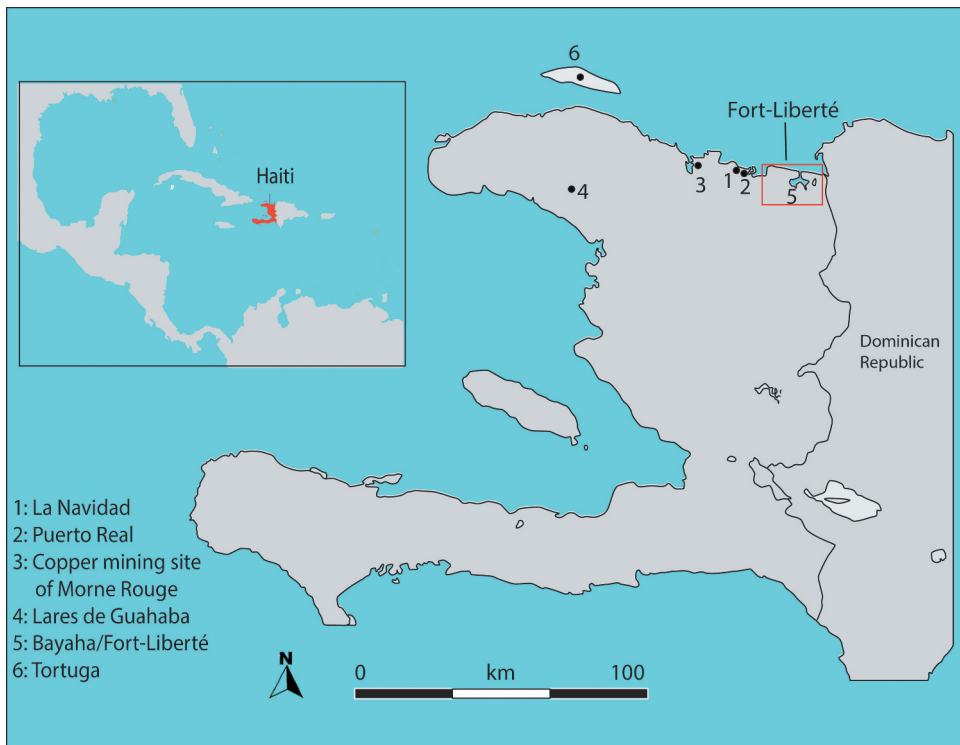 6
Fort-Liberté
Haiti
3
1
2
5
4
Dominican
Republic
1: La Navidad
2: Puerto Real
3: Copper mining site
of Morne Rouge
4: Lares de Guahaba
5: Bayaha/Fort-Liberté
6: Tortuga
N
0 km 100